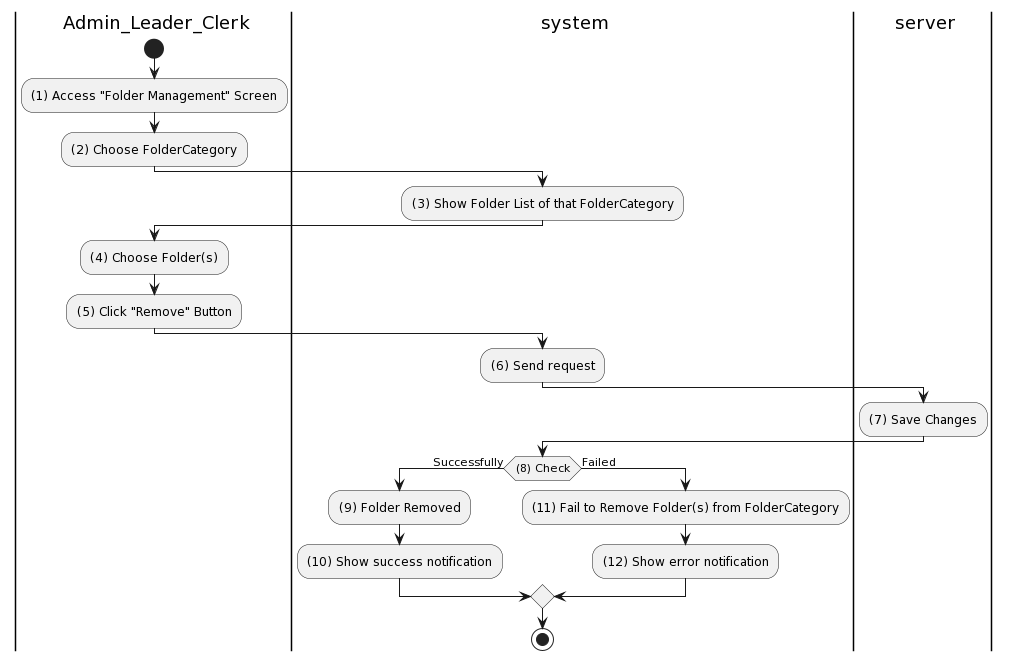 Admin_Leader_Clerk
system
server
(1) Access "Folder Management" Screen
(2) Choose FolderCategory
(3) Show Folder List of that FolderCategory
(4) Choose Folder(s)
(5) Click "Remove" Button
(6) Send request
(7) Save Changes
Successfully
(8) Check
Failed
(9) Folder Removed
(11) Fail to Remove Folder(s) from FolderCategory
(10) Show success notification
(12) Show error notification